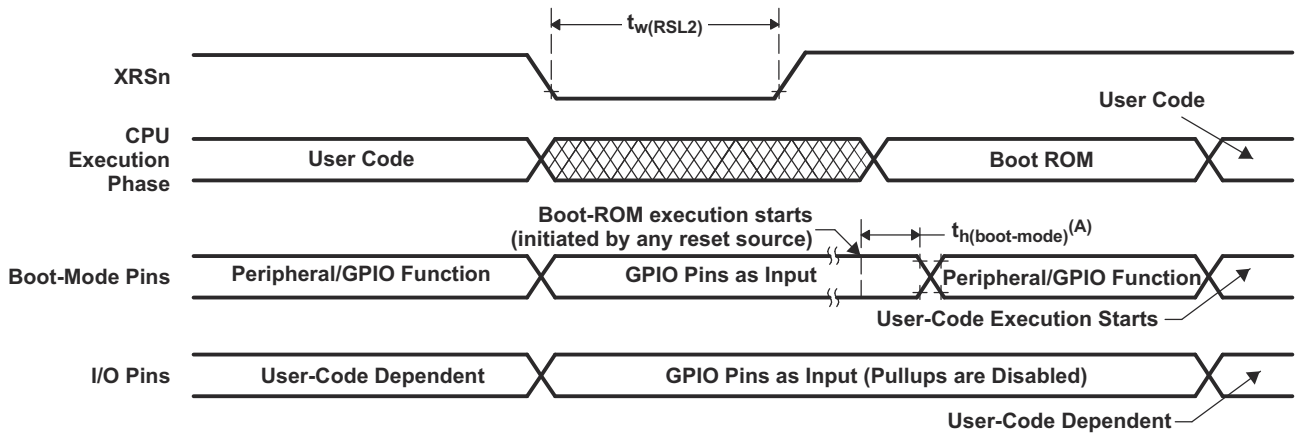 tw(RSL2)
XRSn
User Code
CPU
Execution
Phase
User Code
Boot ROM
Boot-ROM execution starts
(initiated by any reset source)
th(boot-mode)(A)
Boot-Mode Pins
Peripheral/GPIO Function
GPIO Pins as Input
Peripheral/GPIO Function
User-Code Execution Starts
I/O Pins
User-Code Dependent
GPIO Pins as Input (Pullups are Disabled)
User-Code Dependent